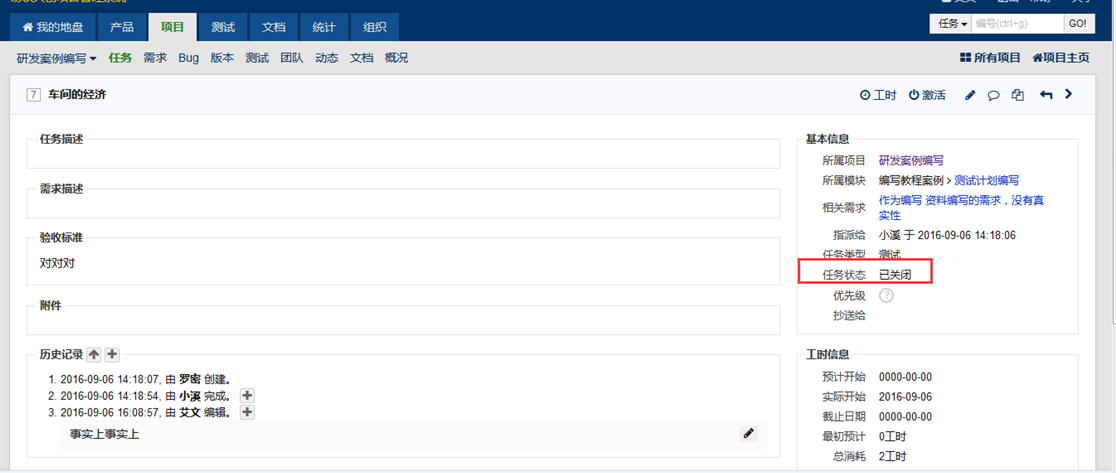 我的地盘 产品 项目 测试 文档 统计 组织 任务 编号(ctrl+g) GO!
研发案例编写 任务 需求 Bug 版本 测试 团队 动态 文档 概况 所有项目 项目主页
7 车间的经济 工时 激活
任务描述
需求描述
验收标准
对对对
附件
历史记录
1. 2016-09-06 14:18:07, 由 罗密 创建。
2. 2016-09-06 14:18:54, 由 小溪 完成。
3. 2016-09-06 16:08:57, 由 艾文 编辑。
事实上事实上
基本信息
所属项目 研发案例编写
所属模块 编写教程案例 > 测试计划编写
相关需求 作为编写 资料编写的需求，没有真
实性
指派给 小溪 于 2016-09-06 14:18:06
任务类型 测试
任务状态 已关闭
优先级 ?
抄送给
工时信息
预计开始 0000-00-00
实际开始 2016-09-06
截止日期 0000-00-00
最初预计 0工时
总消耗 2工时